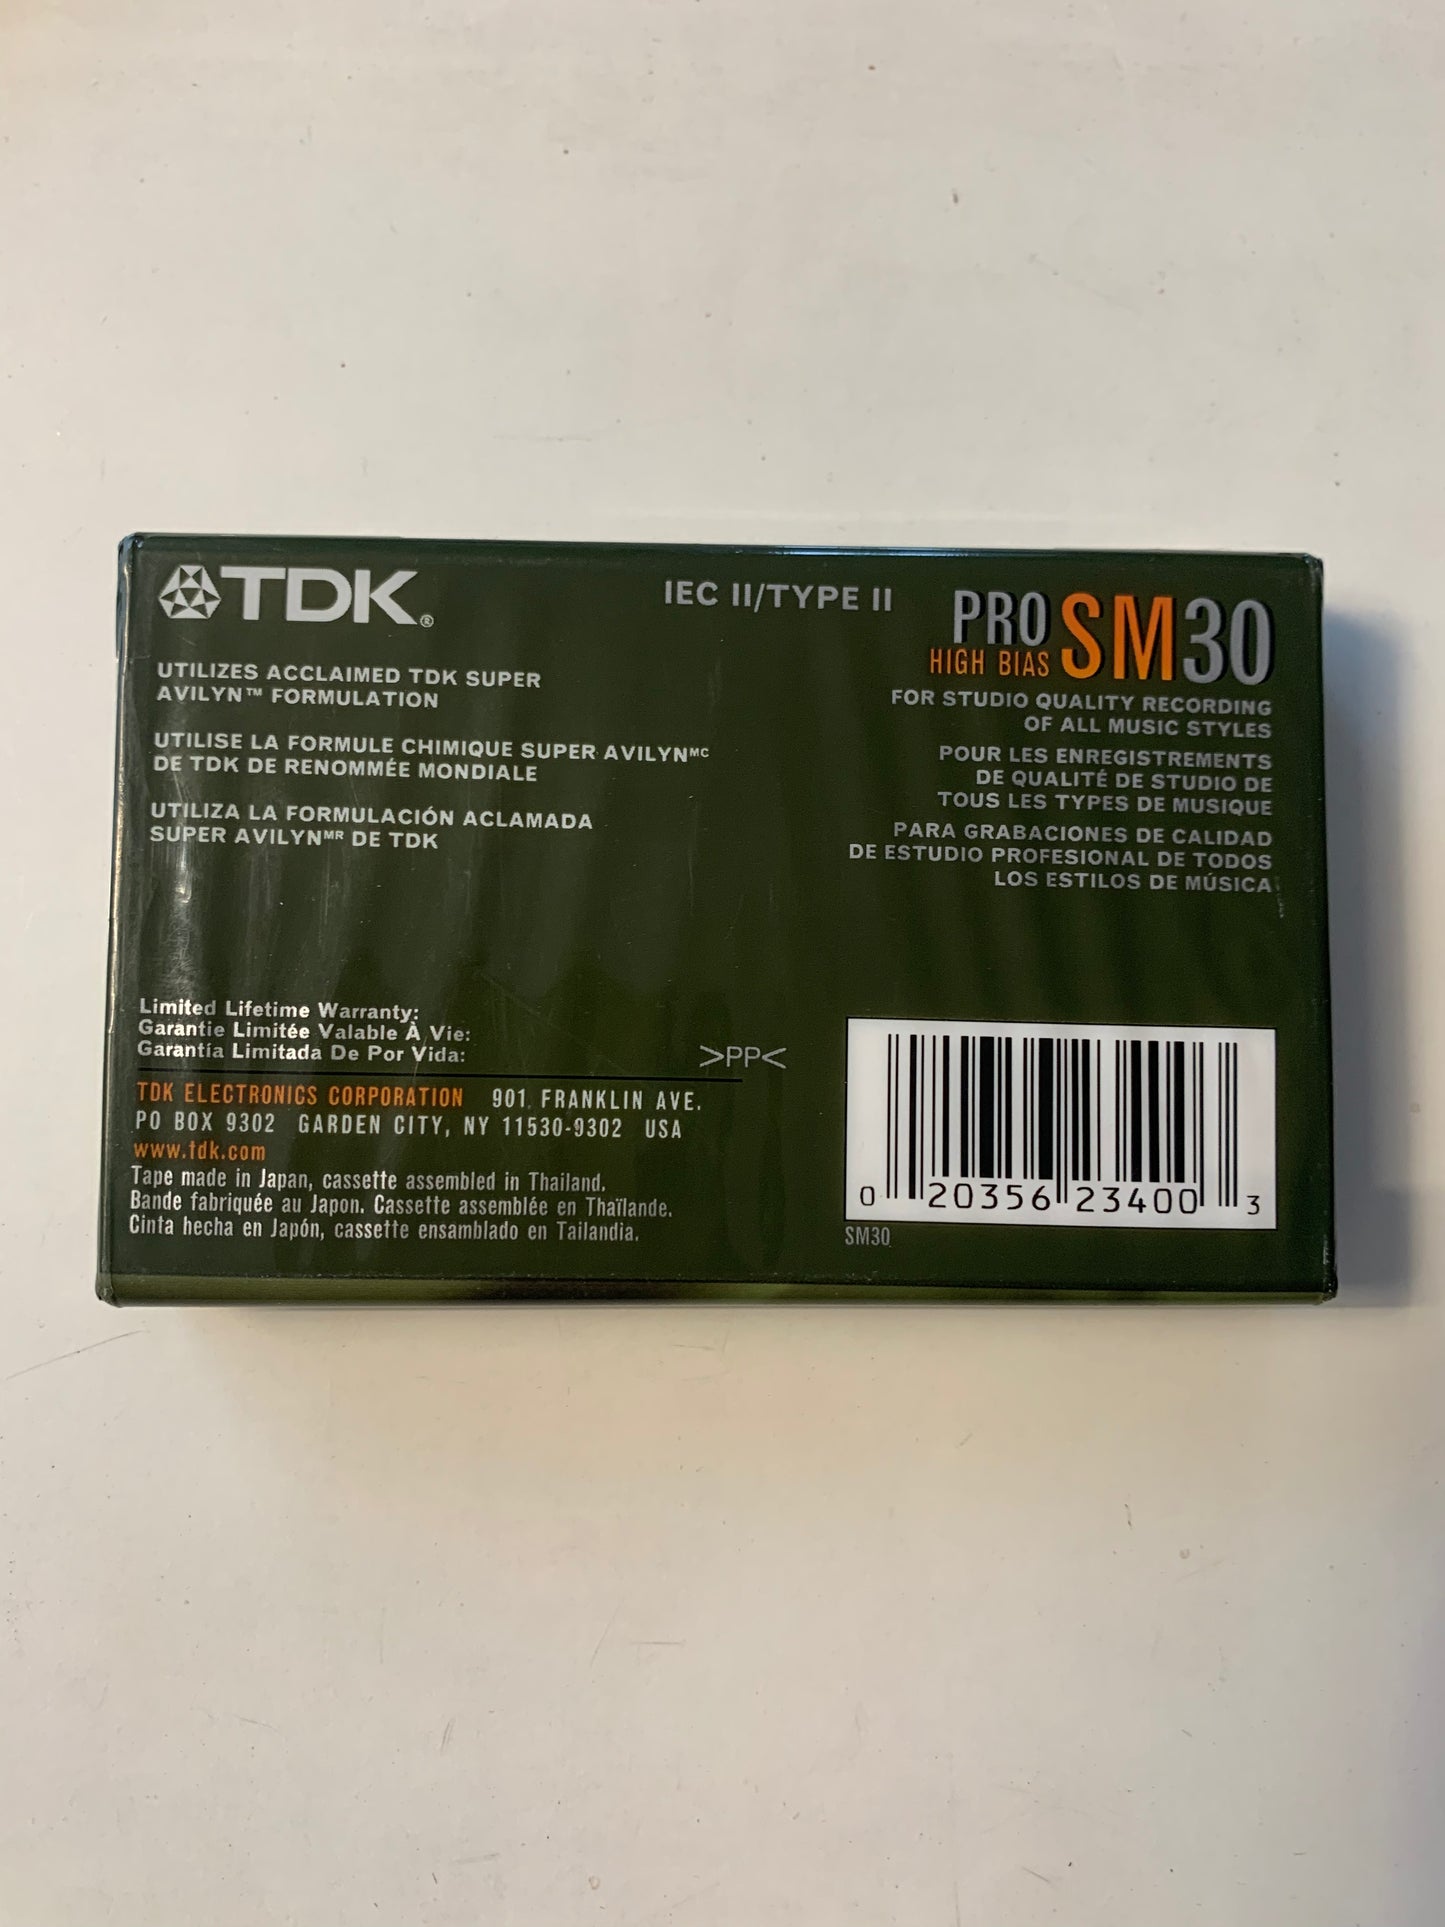 TDK®
IEC II/TYPE II
PRO SM30
HIGH BIAS
UTILIZES ACCLAIMED TDK SUPER
AVILYN™ FORMULATION
UTILISE LA FORMULE CHIMIQUE SUPER AVILYNᴹᶜ
DE TDK DE RENOMMÉE MONDIALE
UTILIZA LA FORMULACIÓN ACLAMADA
SUPER AVILYNᴹᴿ DE TDK
FOR STUDIO QUALITY RECORDING
OF ALL MUSIC STYLES
POUR LES ENREGISTREMENTS
DE QUALITÉ DE STUDIO DE
TOUS LES TYPES DE MUSIQUE
PARA GRABACIONES DE CALIDAD
DE ESTUDIO PROFESIONAL DE TODOS
LOS ESTILOS DE MÚSICA
Limited Lifetime Warranty:
Garantie Limitée Valable À Vie:
Garantía Limitada De Por Vida:
>PP<
TDK ELECTRONICS CORPORATION 901 FRANKLIN AVE.
PO BOX 9302 GARDEN CITY, NY 11530-9302 USA
www.tdk.com
Tape made in Japan, cassette assembled in Thailand.
Bande fabriquée au Japon. Cassette assemblée en Thaïlande.
Cinta hecha en Japón, cassette ensamblado en Tailandia.
0 20356 23400 3
SM30